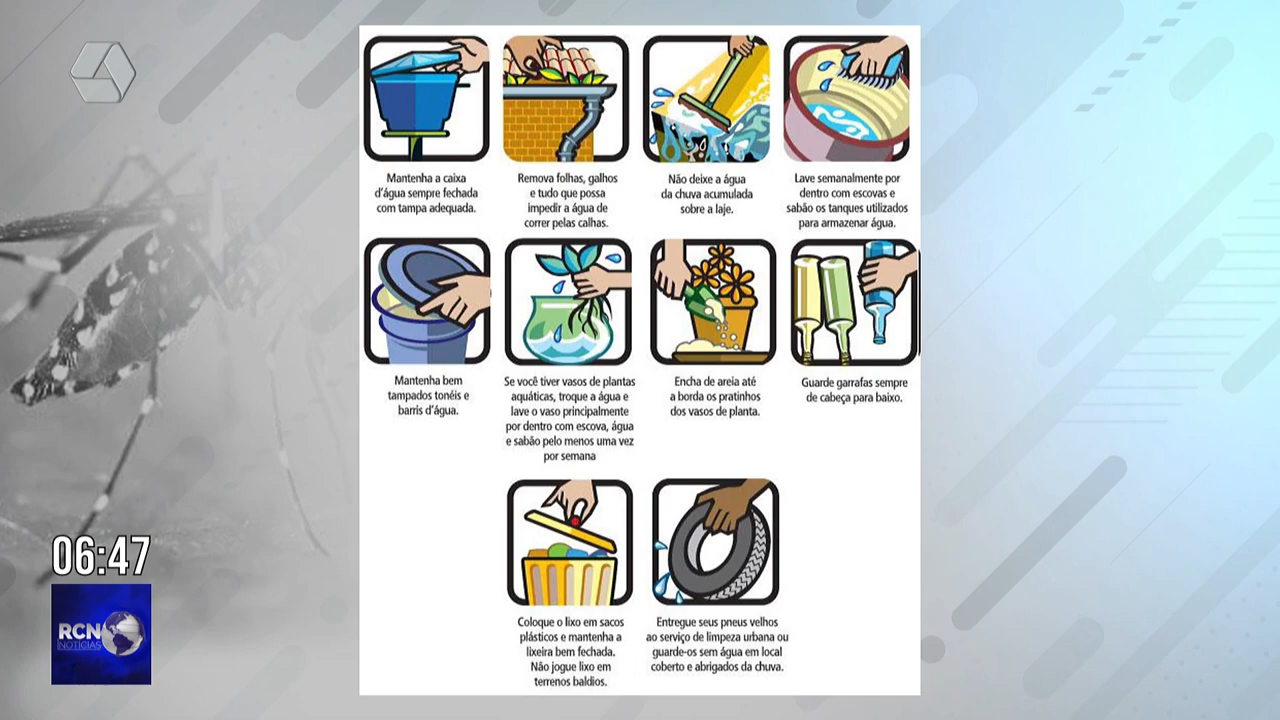 Mantenha a caixa
d'água sempre fechada
com tampa adequada.
Remova folhas, galhos
e tudo que possa
impedir a água de
correr pelas calhas.
Não deixe a água
da chuva acumulada
sobre a laje.
Lave semanalmente por
dentro com escovas e
sabão os tanques utilizados
para armazenar água.
Mantenha bem
tampados tonéis e
barris d'água.
Se você tiver vasos de plantas
aquáticas, troque a água e
lave o vaso principalmente
por dentro com escova, água
e sabão pelo menos uma vez
por semana
Encha de areia até
a borda os pratinhos
dos vasos de planta.
Guarde garrafas sempre
de cabeça para baixo.
Coloque o lixo em sacos
plásticos e mantenha a
lixeira bem fechada.
Não jogue lixo em
terrenos baldios.
Entregue seus pneus velhos
ao serviço de limpeza urbana ou
guarde-os sem água em local
coberto e abrigados da chuva.
06:47
RCN
NOTÍCIAS